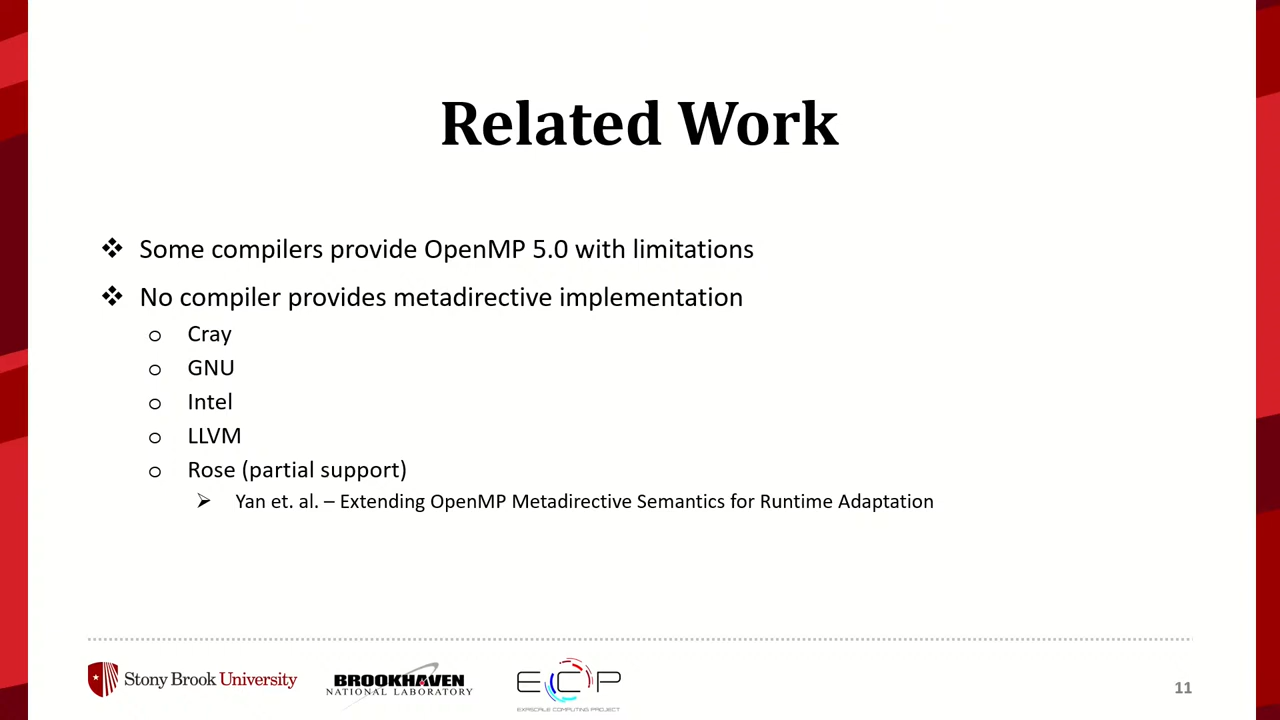 Related Work
❖ Some compilers provide OpenMP 5.0 with limitations
❖ No compiler provides metadirective implementation
o Cray
o GNU
o Intel
o LLVM
o Rose (partial support)
➢ Yan et. al. – Extending OpenMP Metadirective Semantics for Runtime Adaptation
Stony Brook University
BROOKHAVEN
NATIONAL LABORATORY
ECP
EXASCALE COMPUTING PROJECT
11